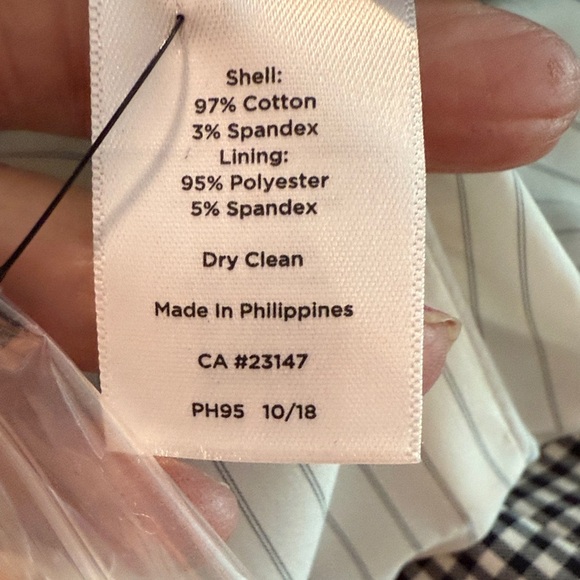 Shell:
97% Cotton
3% Spandex
Lining:
95% Polyester
5% Spandex
Dry Clean
Made In Philippines
CA #23147
PH95 10/18